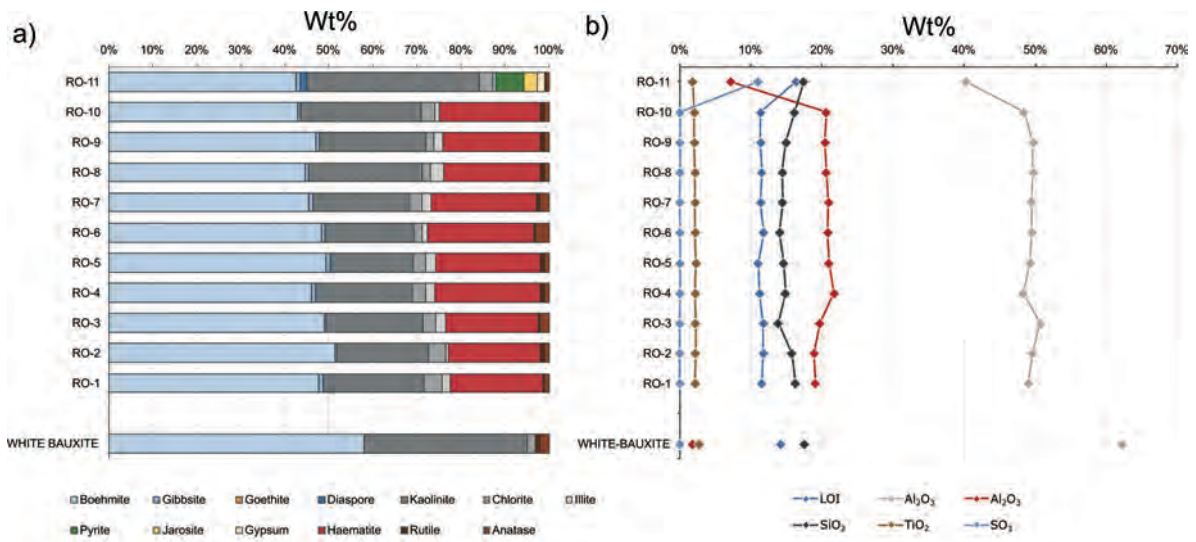 a)
Wt%
0% 10% 20% 30% 40% 50% 60% 70% 80% 90% 100%
RO-11
RO-10
RO-9
RO-8
RO-7
RO-6
RO-5
RO-4
RO-3
RO-2
RO-1
WHITE BAUXITE
Boehmite Gibbsite Goethite Diaspore Kaolinite Chlorite Illite
Pyrite Jarosite Gypsum Haematite Rutile Anatase
b)
Wt%
0% 10% 20% 30% 40% 50% 60% 70%
RO-11
RO-10
RO-9
RO-8
RO-7
RO-6
RO-5
RO-4
RO-3
RO-2
RO-1
WHITE-BAUXITE
LOI Al₂O₃ Al₂O₃
SiO₃ TiO₂ SO₃